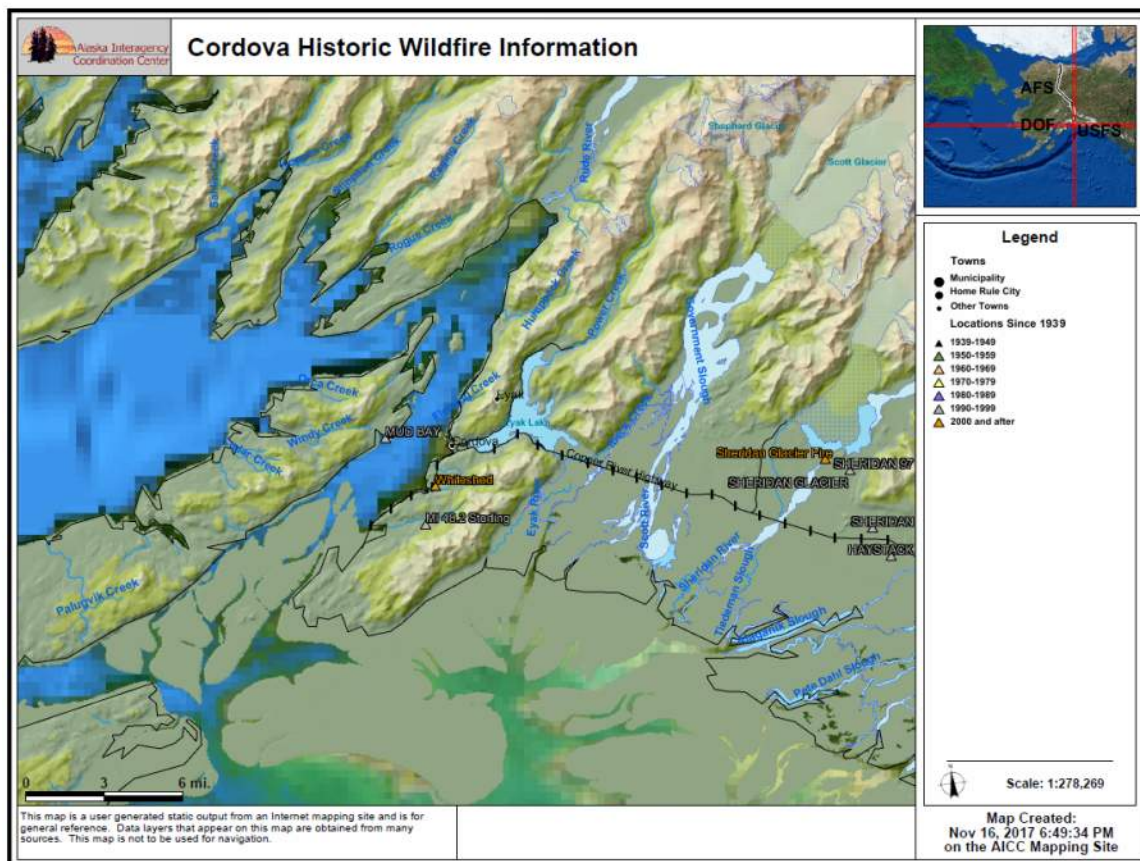 Alaska Interagency
Coordination Center
Cordova Historic Wildfire Information
AFS
DOF
USFS
Rude River
Shephard Glacier
Scott Glacier
Rogue Creek
Humpback Creek
Power Creek
Government Slough
Orca Creek
Windy Creek
Eyak
Eyak Lake
MUD BAY
Cordova
Copper River Highway
Whiteshed
Sheridan Glacier Fire
SHERIDAN 97
SHERIDAN GLACIER
Eyak River
Scott River
SHERIDAN
HAYSTACK
Sheridan River
Tiedeman Slough
Palugvik Creek
Pete Dahl Slough
0 3 6 mi.
Legend
Towns
Municipality
Home Rule City
Other Towns
Locations Since 1939
1939-1949
1950-1959
1960-1969
1970-1979
1980-1989
1990-1999
2000 and after
N
Scale: 1:278,269
This map is a user generated static output from an Internet mapping site and is for
general reference. Data layers that appear on this map are obtained from many
sources. This map is not to be used for navigation.
Map Created:
Nov 16, 2017 6:49:34 PM
on the AICC Mapping Site